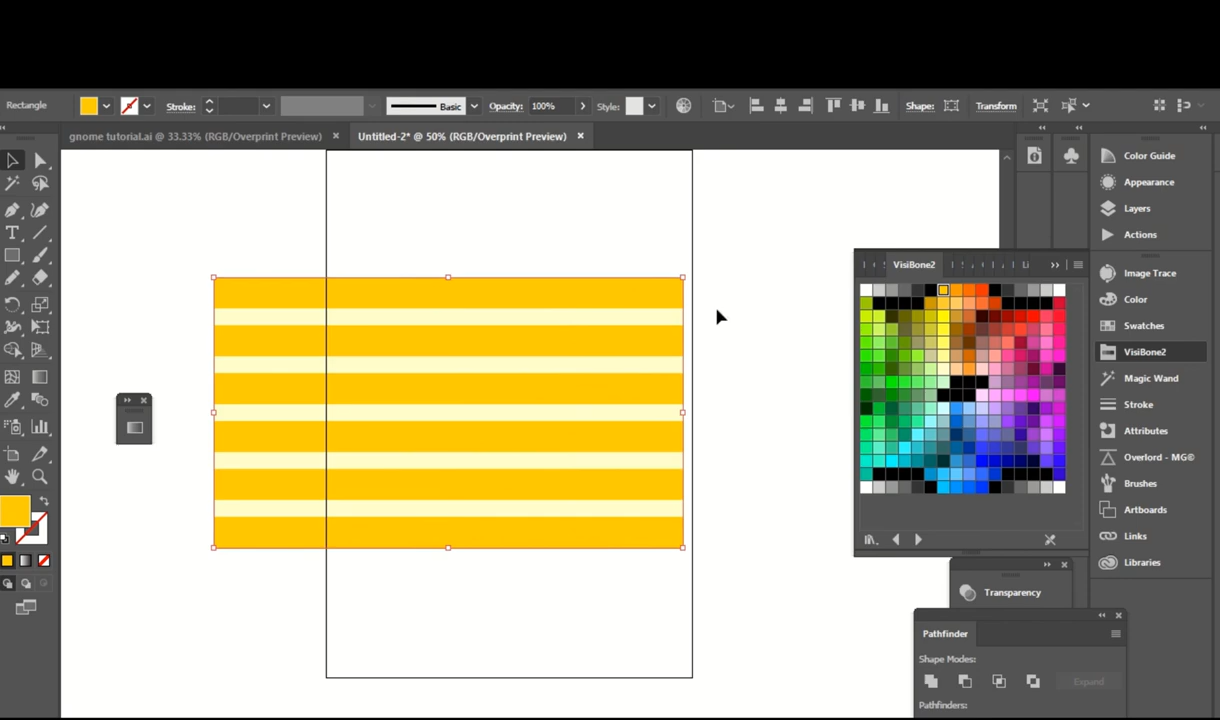 Rectangle Stroke: Basic Opacity: 100% Style: Shape: Transform
gnome tutorial.ai @ 33.33% (RGB/Overprint Preview) × Untitled-2* @ 50% (RGB/Overprint Preview) ×
Color Guide
Appearance
Layers
Actions
VisiBone2
Image Trace
Color
Swatches
VisiBone2
Magic Wand
Stroke
Attributes
Overlord - MG©
Brushes
Artboards
Links
Libraries
Transparency
Pathfinder
Shape Modes:
Expand
Pathfinders: